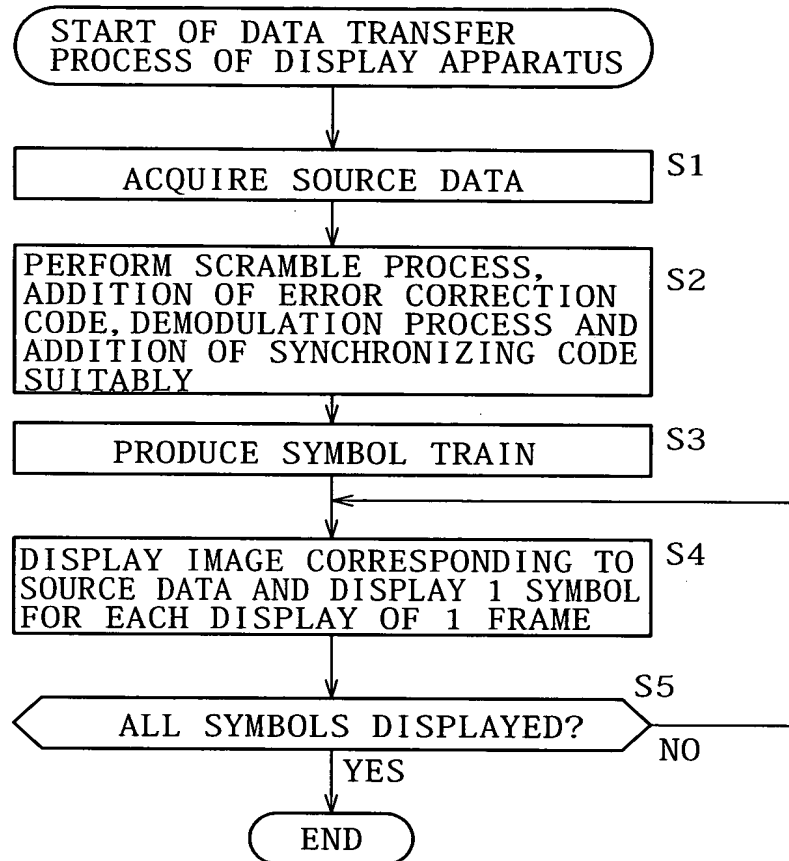 START OF DATA TRANSFER
PROCESS OF DISPLAY APPARATUS
ACQUIRE SOURCE DATA
S1
PERFORM SCRAMBLE PROCESS,
ADDITION OF ERROR CORRECTION
CODE, DEMODULATION PROCESS AND
ADDITION OF SYNCHRONIZING CODE
SUITABLY
S2
PRODUCE SYMBOL TRAIN
S3
DISPLAY IMAGE CORRESPONDING TO
SOURCE DATA AND DISPLAY 1 SYMBOL
FOR EACH DISPLAY OF 1 FRAME
S4
ALL SYMBOLS DISPLAYED?
S5
NO
YES
END